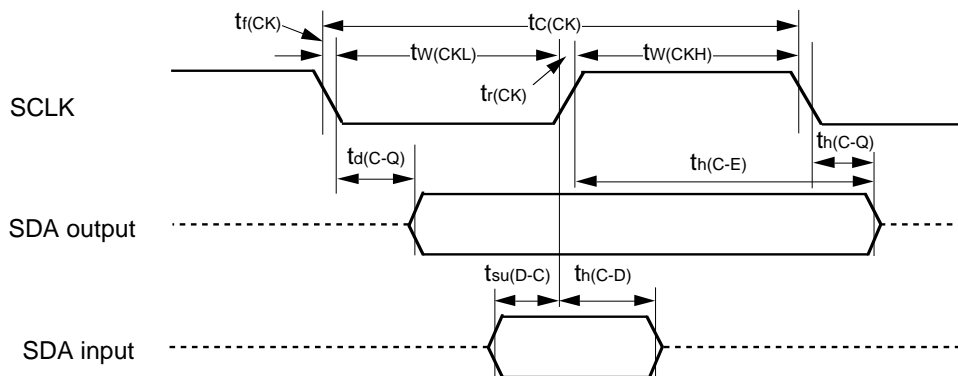 tf(CK)
tC(CK)
tW(CKL)
tW(CKH)
tr(CK)
SCLK
td(C-Q)
th(C-E)
th(C-Q)
SDA output
tsu(D-C)
th(C-D)
SDA input